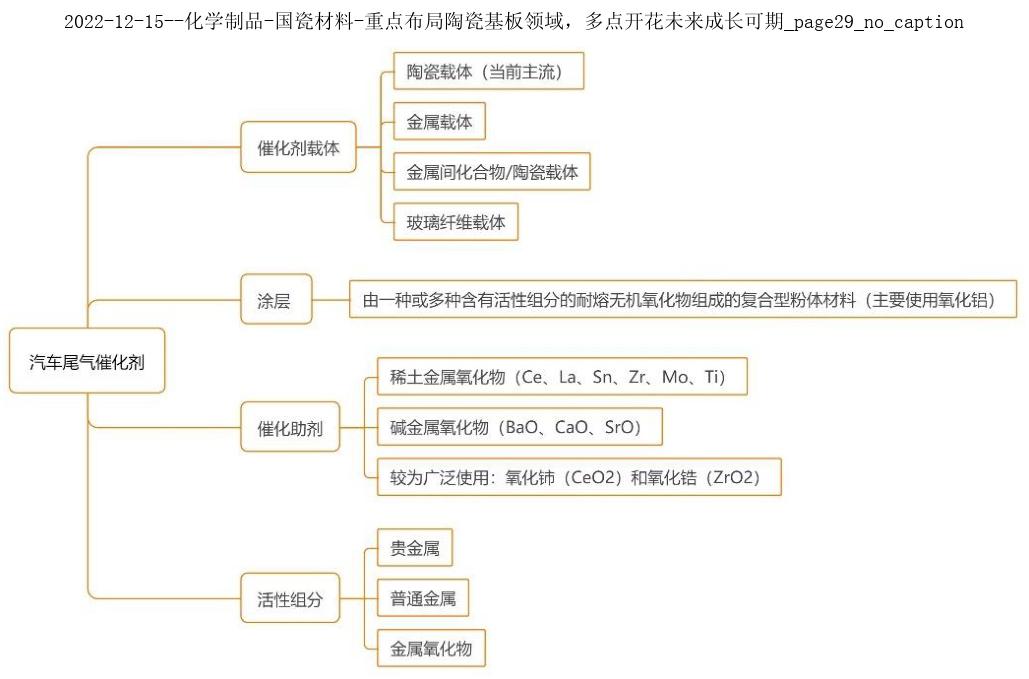 2022-12-15--化学制品-国瓷材料-重点布局陶瓷基板领域，多点开花未来成长可期_page29_no_caption
陶瓷载体（当前主流）
金属载体
催化剂载体
金属间化合物/陶瓷载体
玻璃纤维载体
涂层
由一种或多种含有活性组分的耐熔无机氧化物组成的复合型粉体材料（主要使用氧化铝）
汽车尾气催化剂
稀土金属氧化物（Ce、La、Sn、Zr、Mo、Ti）
催化助剂
碱金属氧化物（BaO、CaO、SrO）
较为广泛使用：氧化铈（CeO2）和氧化锆（ZrO2）
贵金属
活性组分
普通金属
金属氧化物